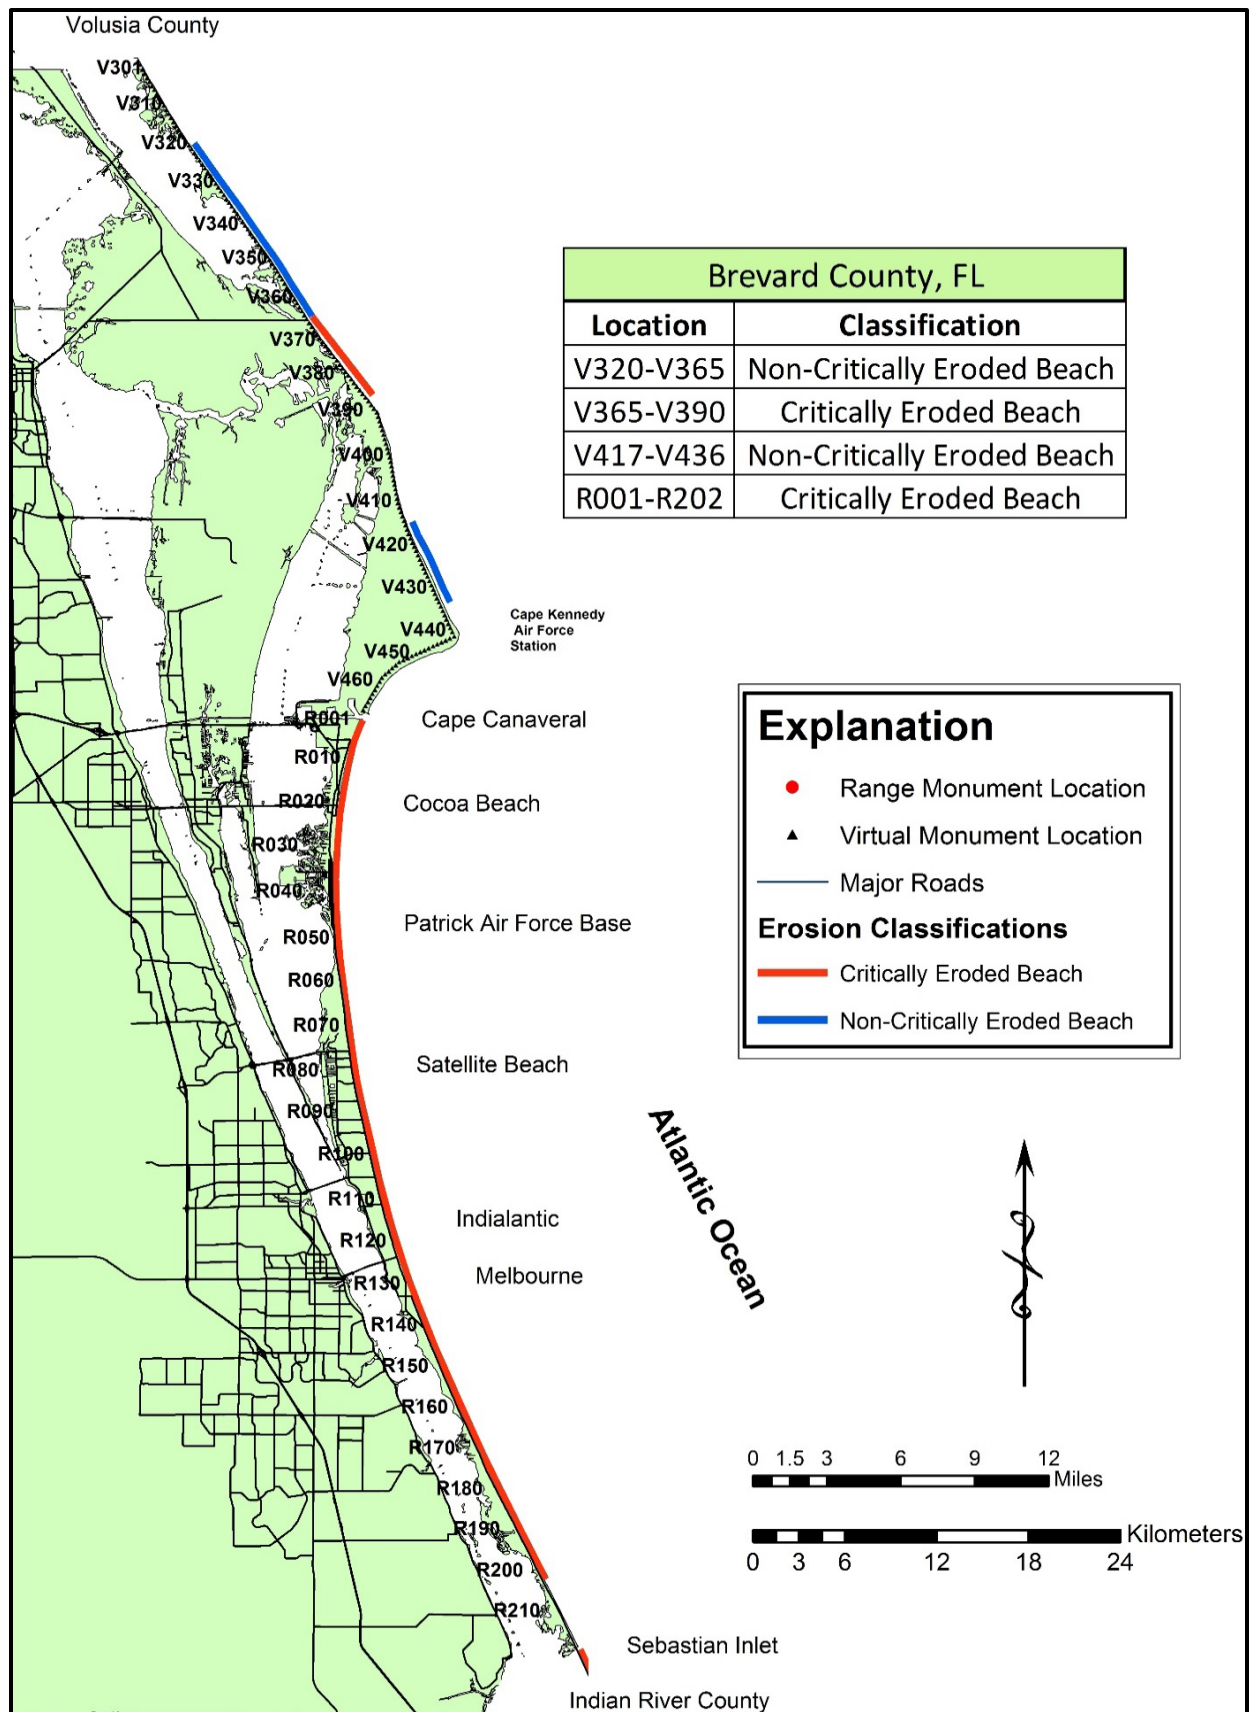 Volusia County
V301
V310
V320
V330
V340
V350
V360
V370
V380
V390
V400
V410
V420
V430
V440
V450
V460
R001
R010
R020
R030
R040
R050
R060
R070
R080
R090
R100
R110
R120
R130
R140
R150
R160
R170
R180
R190
R200
R210
Brevard County, FL
Location Classification
V320-V365 Non-Critically Eroded Beach
V365-V390 Critically Eroded Beach
V417-V436 Non-Critically Eroded Beach
R001-R202 Critically Eroded Beach
Cape Kennedy
Air Force
Station
Cape Canaveral
Cocoa Beach
Patrick Air Force Base
Satellite Beach
Indialantic
Melbourne
Sebastian Inlet
Indian River County
Atlantic Ocean
Explanation
Range Monument Location
Virtual Monument Location
Major Roads
Erosion Classifications
Critically Eroded Beach
Non-Critically Eroded Beach
0 1.5 3 6 9 12
Miles
Kilometers
0 3 6 12 18 24